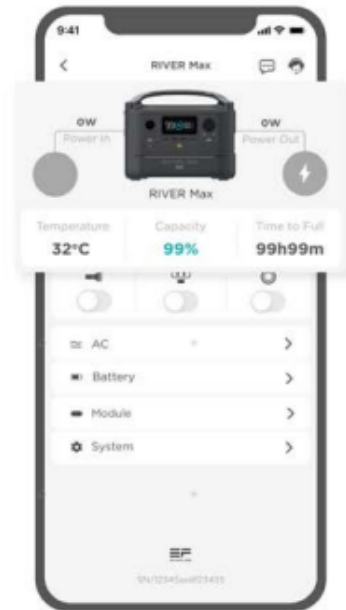 9:41
RIVER Max
0W
Power In
0W
Power Out
RIVER Max
Temperature
Capacity
Time to Full
32°C
99%
99h99m
AC
Battery
Module
System
EF